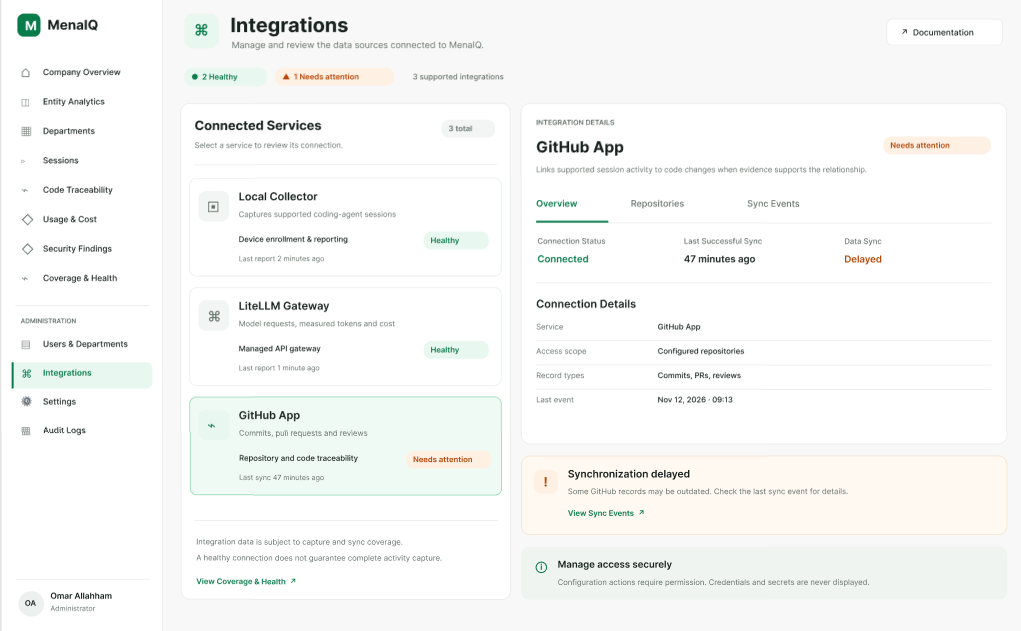 M MenaIQ
Company Overview
Entity Analytics
Departments
Sessions
Code Traceability
Usage & Cost
Security Findings
Coverage & Health
ADMINISTRATION
Users & Departments
Integrations
Settings
Audit Logs
OA
Omar Allahham
Administrator
Integrations
Manage and review the data sources connected to MenaIQ.
Documentation
2 Healthy
1 Needs attention
3 supported integrations
Connected Services
3 total
Select a service to review its connection.
Local Collector
Captures supported coding-agent sessions
Device enrollment & reporting
Healthy
Last report 2 minutes ago
LiteLLM Gateway
Model requests, measured tokens and cost
Managed API gateway
Healthy
Last report 1 minute ago
GitHub App
Commits, pull requests and reviews
Repository and code traceability
Needs attention
Last sync 47 minutes ago
Integration data is subject to capture and sync coverage.
A healthy connection does not guarantee complete activity capture.
View Coverage & Health
INTEGRATION DETAILS
GitHub App
Needs attention
Links supported session activity to code changes when evidence supports the relationship.
Overview
Repositories
Sync Events
Connection Status
Last Successful Sync
Data Sync
Connected
47 minutes ago
Delayed
Connection Details
Service
GitHub App
Access scope
Configured repositories
Record types
Commits, PRs, reviews
Last event
Nov 12, 2026 · 09:13
!
Synchronization delayed
Some GitHub records may be outdated. Check the last sync event for details.
View Sync Events
Manage access securely
Configuration actions require permission. Credentials and secrets are never displayed.